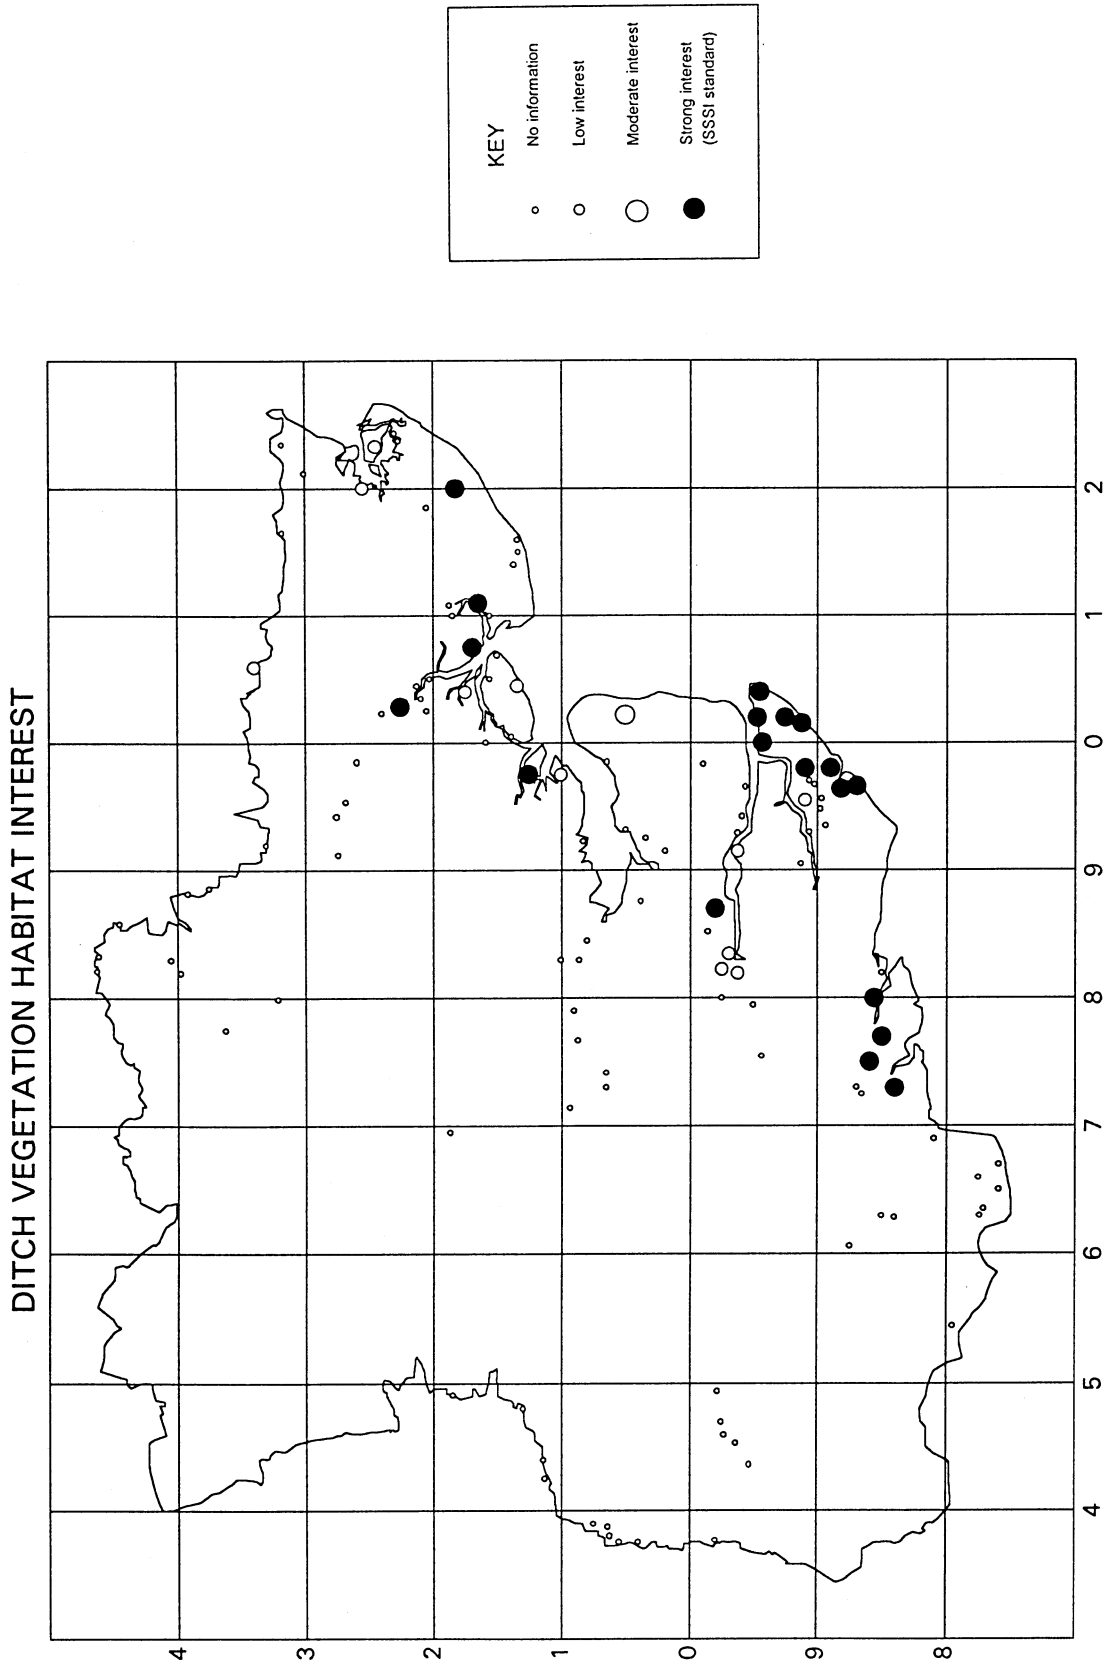 DITCH VEGETATION HABITAT INTEREST
KEY
No information
Low interest
Moderate interest
Strong interest
(SSSI standard)
4
3
2
1
0
9
8
4
5
6
7
8
9
0
1
2